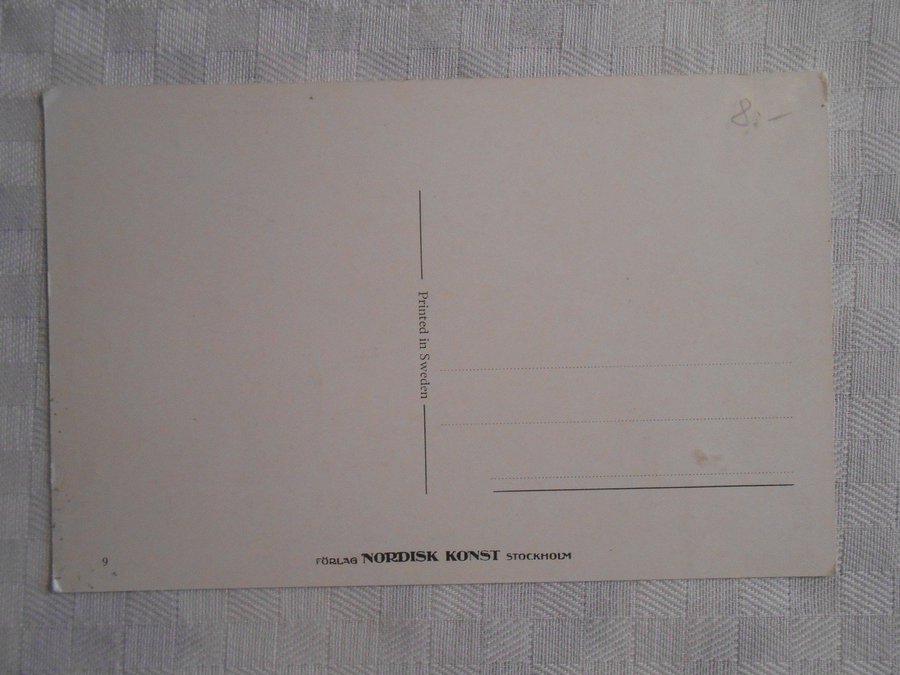 8:-
Printed in Sweden
9
FÖRLAG NORDISK KONST STOCKHOLM